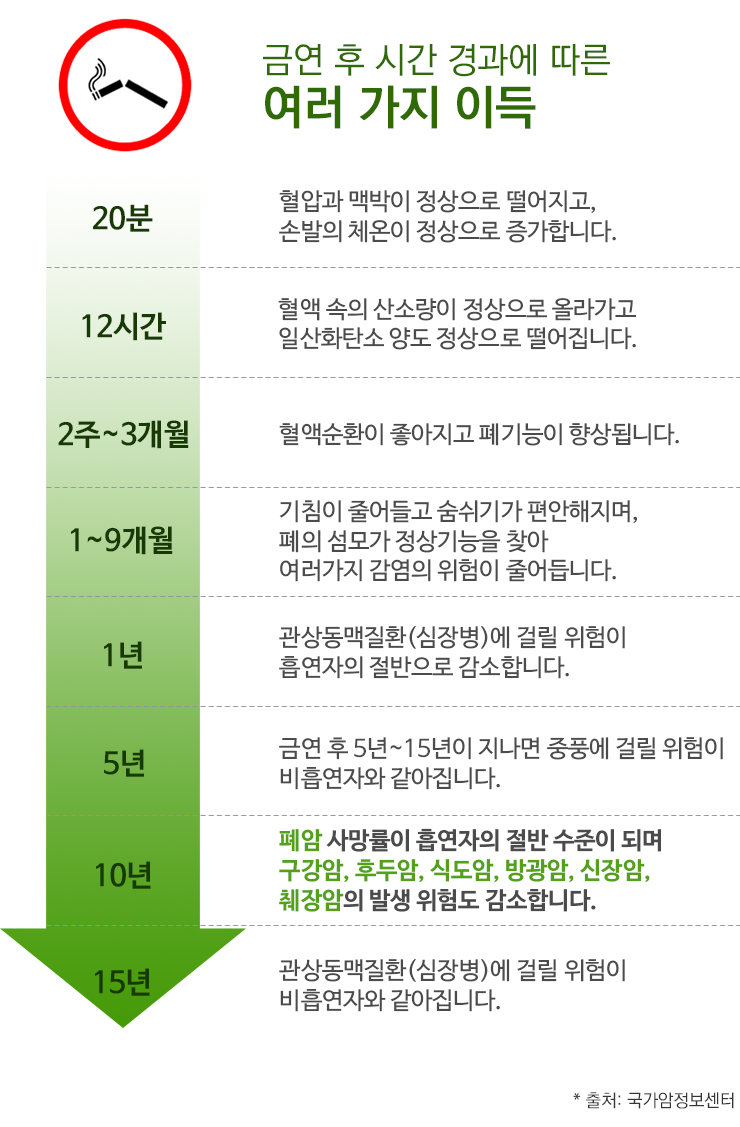 금연 후 시간 경과에 따른
여러 가지 이득
20분
혈압과 맥박이 정상으로 떨어지고,
손발의 체온이 정상으로 증가합니다.
12시간
혈액 속의 산소량이 정상으로 올라가고
일산화탄소 양도 정상으로 떨어집니다.
2주~3개월
혈액순환이 좋아지고 폐기능이 향상됩니다.
1~9개월
기침이 줄어들고 숨쉬기가 편안해지며,
폐의 섬모가 정상기능을 찾아
여러가지 감염의 위험이 줄어듭니다.
1년
관상동맥질환(심장병)에 걸릴 위험이
흡연자의 절반으로 감소합니다.
5년
금연 후 5년~15년이 지나면 중풍에 걸릴 위험이
비흡연자와 같아집니다.
10년
폐암 사망률이 흡연자의 절반 수준이 되며
구강암, 후두암, 식도암, 방광암, 신장암,
췌장암의 발생 위험도 감소합니다.
15년
관상동맥질환(심장병)에 걸릴 위험이
비흡연자와 같아집니다.
* 출처: 국가암정보센터